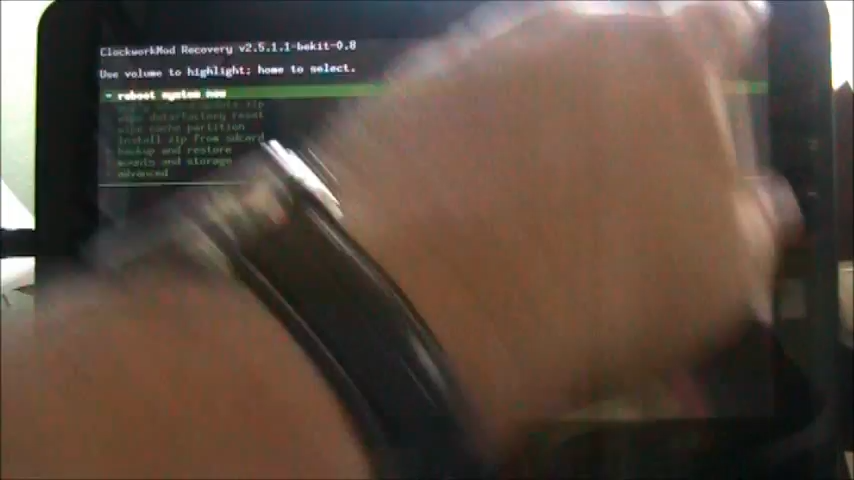 ClockworkMod Recovery v2.5.1.1-bekit-0.8
Use volume to highlight; home to select.
- reboot system now
wipe data/factory reset
wipe cache partition
install zip from sdcard
backup and restore
mounts and storage
advanced